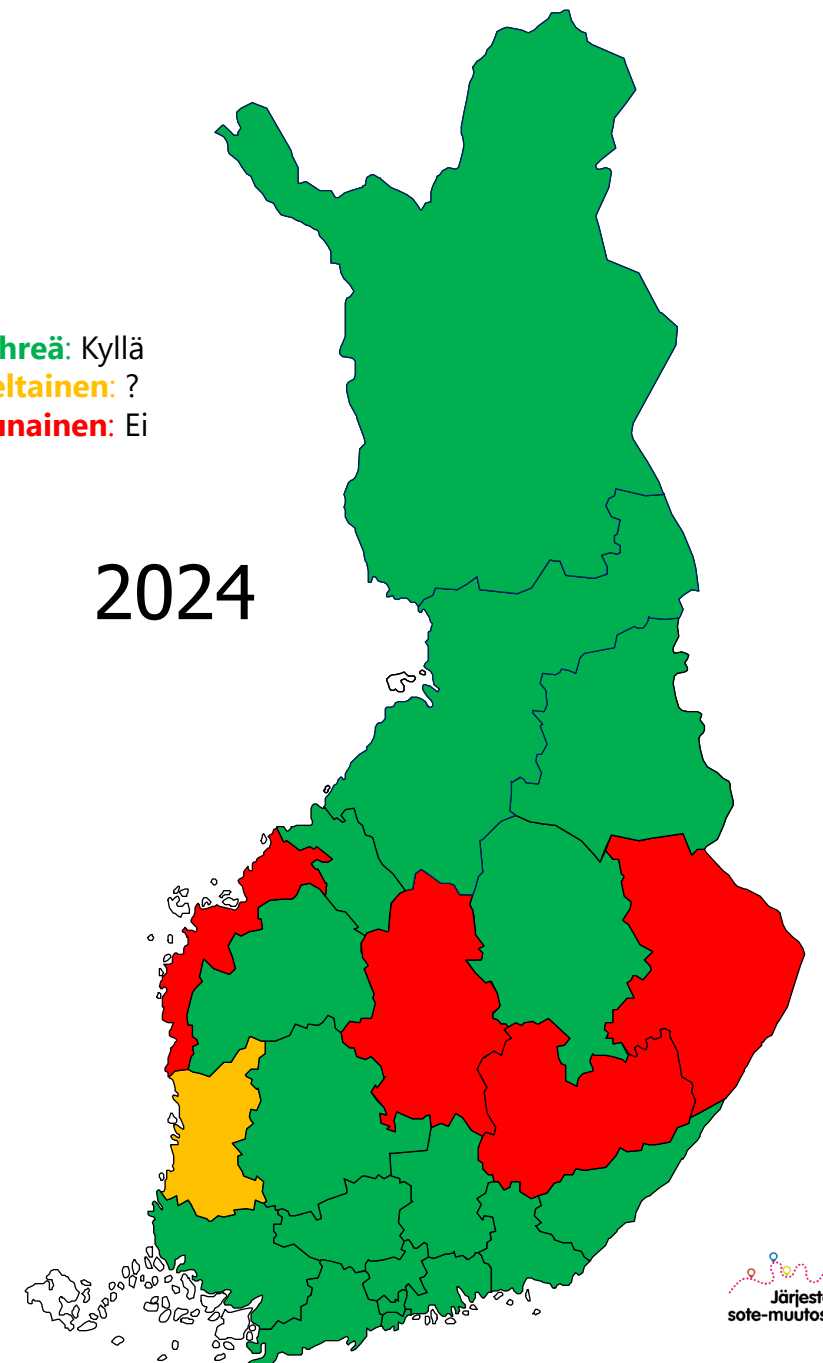 hreä: Kyllä
eltainen: ?
unainen: Ei
2024
Järjest
sote-muutos